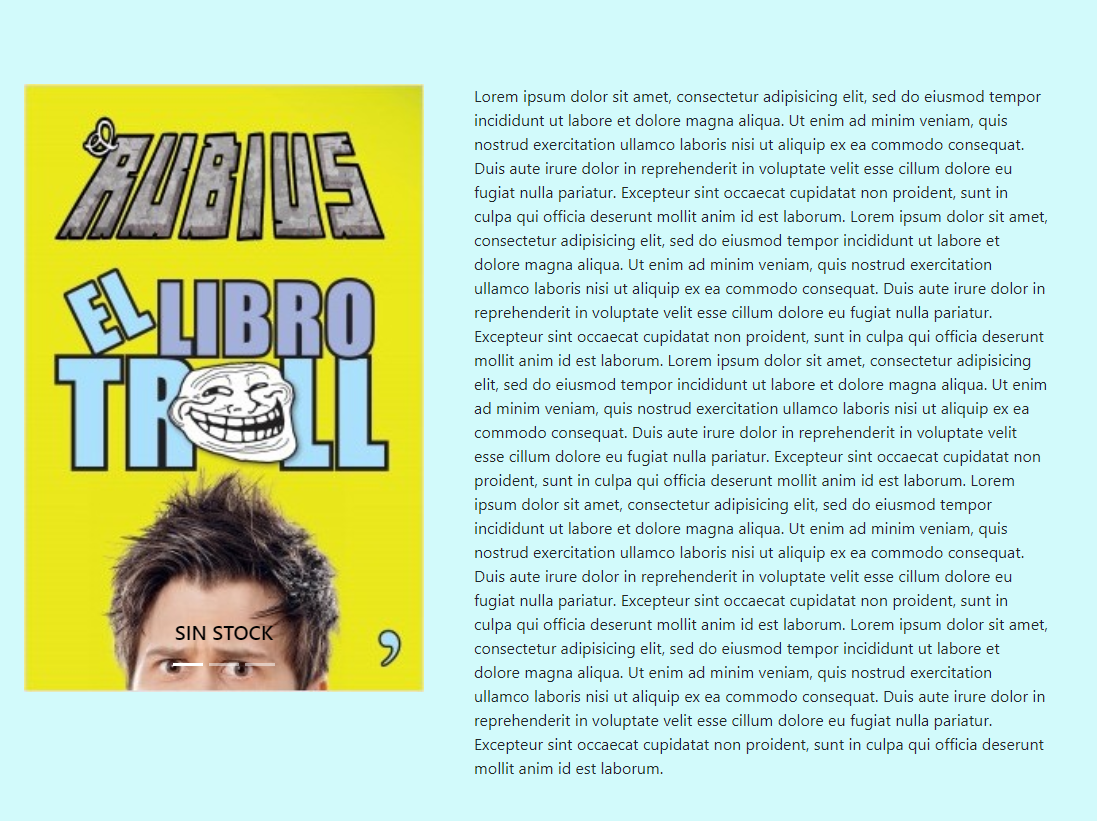 el
RUBIUS
EL LIBRO
TROLL
SIN STOCK
Lorem ipsum dolor sit amet, consectetur adipisicing elit, sed do eiusmod tempor
incididunt ut labore et dolore magna aliqua. Ut enim ad minim veniam, quis
nostrud exercitation ullamco laboris nisi ut aliquip ex ea commodo consequat.
Duis aute irure dolor in reprehenderit in voluptate velit esse cillum dolore eu
fugiat nulla pariatur. Excepteur sint occaecat cupidatat non proident, sunt in
culpa qui officia deserunt mollit anim id est laborum. Lorem ipsum dolor sit amet,
consectetur adipisicing elit, sed do eiusmod tempor incididunt ut labore et
dolore magna aliqua. Ut enim ad minim veniam, quis nostrud exercitation
ullamco laboris nisi ut aliquip ex ea commodo consequat. Duis aute irure dolor in
reprehenderit in voluptate velit esse cillum dolore eu fugiat nulla pariatur.
Excepteur sint occaecat cupidatat non proident, sunt in culpa qui officia deserunt
mollit anim id est laborum. Lorem ipsum dolor sit amet, consectetur adipisicing
elit, sed do eiusmod tempor incididunt ut labore et dolore magna aliqua. Ut enim
ad minim veniam, quis nostrud exercitation ullamco laboris nisi ut aliquip ex ea
commodo consequat. Duis aute irure dolor in reprehenderit in voluptate velit
esse cillum dolore eu fugiat nulla pariatur. Excepteur sint occaecat cupidatat non
proident, sunt in culpa qui officia deserunt mollit anim id est laborum. Lorem
ipsum dolor sit amet, consectetur adipisicing elit, sed do eiusmod tempor
incididunt ut labore et dolore magna aliqua. Ut enim ad minim veniam, quis
nostrud exercitation ullamco laboris nisi ut aliquip ex ea commodo consequat.
Duis aute irure dolor in reprehenderit in voluptate velit esse cillum dolore eu
fugiat nulla pariatur. Excepteur sint occaecat cupidatat non proident, sunt in
culpa qui officia deserunt mollit anim id est laborum. Lorem ipsum dolor sit amet,
consectetur adipisicing elit, sed do eiusmod tempor incididunt ut labore et
dolore magna aliqua. Ut enim ad minim veniam, quis nostrud exercitation
ullamco laboris nisi ut aliquip ex ea commodo consequat. Duis aute irure dolor in
reprehenderit in voluptate velit esse cillum dolore eu fugiat nulla pariatur.
Excepteur sint occaecat cupidatat non proident, sunt in culpa qui officia deserunt
mollit anim id est laborum.